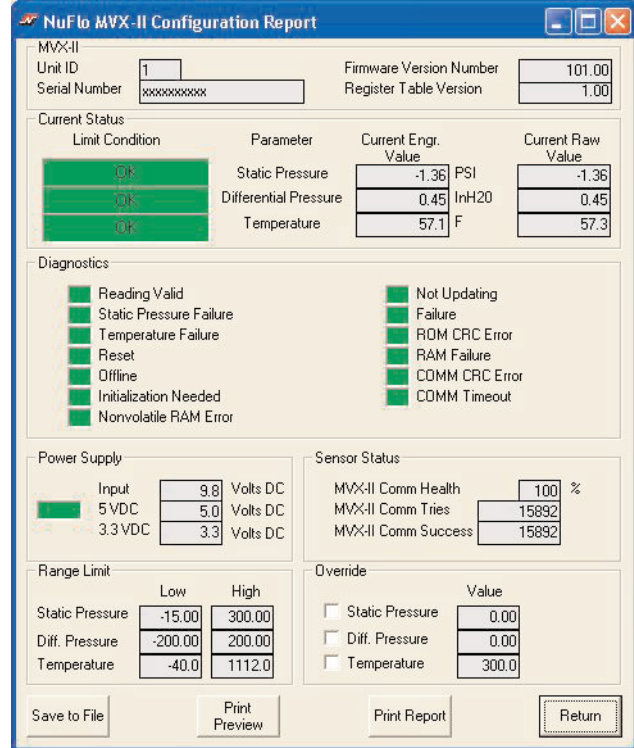 NuFlo MVX-II Configuration Report
MVX-II
Unit ID 1 Firmware Version Number 101.00
Serial Number xxxxxxxxxx Register Table Version 1.00
Current Status
Limit Condition Parameter Current Engr. Value Current Raw Value
Ok Static Pressure -1.36 PSI -1.36
Ok Differential Pressure 0.45 InH20 0.45
Ok Temperature 57.1 F 57.3
Diagnostics
Reading Valid Not Updating
Static Pressure Failure Failure
Temperature Failure ROM CRC Error
Reset RAM Failure
Offline COMM CRC Error
Initialization Needed COMM Timeout
Nonvolatile RAM Error
Power Supply
Input 9.8 Volts DC
5 VDC 5.0 Volts DC
3.3 VDC 3.3 Volts DC
Sensor Status
MVX-II Comm Health 100 %
MVX-II Comm Tries 15892
MVX-II Comm Success 15892
Range Limit
Low High
Static Pressure -15.00 300.00
Diff. Pressure -200.00 200.00
Temperature -40.0 1112.0
Override
Value
Static Pressure 0.00
Diff. Pressure 0.00
Temperature 300.0
Save to File Print Preview Print Report Return